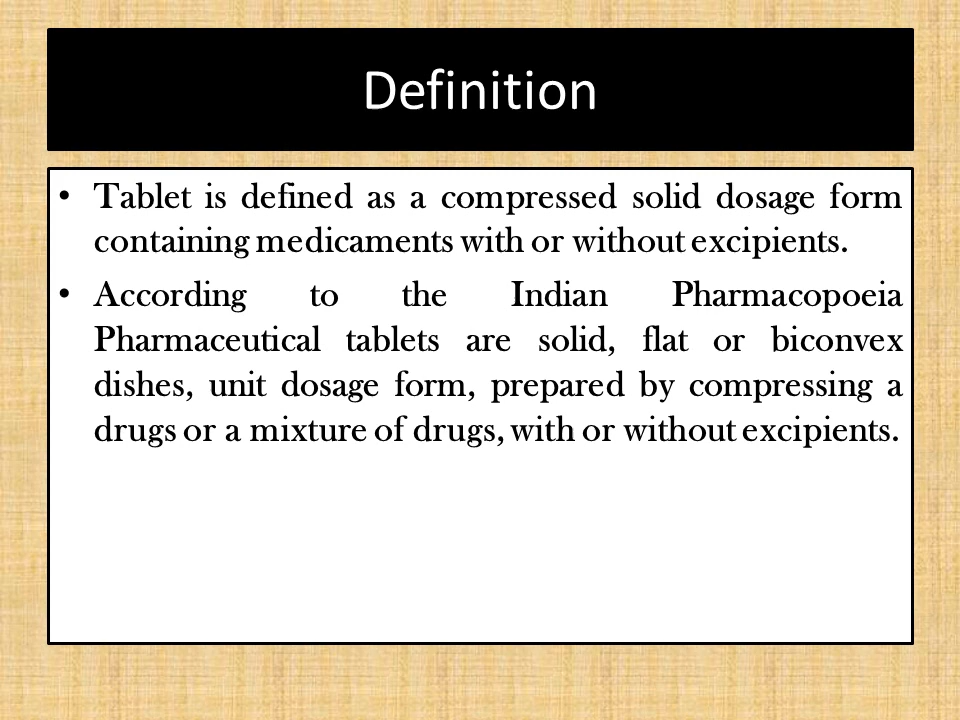 Definition
• Tablet is defined as a compressed solid dosage form
containing medicaments with or without excipients.
• According to the Indian Pharmacopoeia
Pharmaceutical tablets are solid, flat or biconvex
dishes, unit dosage form, prepared by compressing a
drugs or a mixture of drugs, with or without excipients.